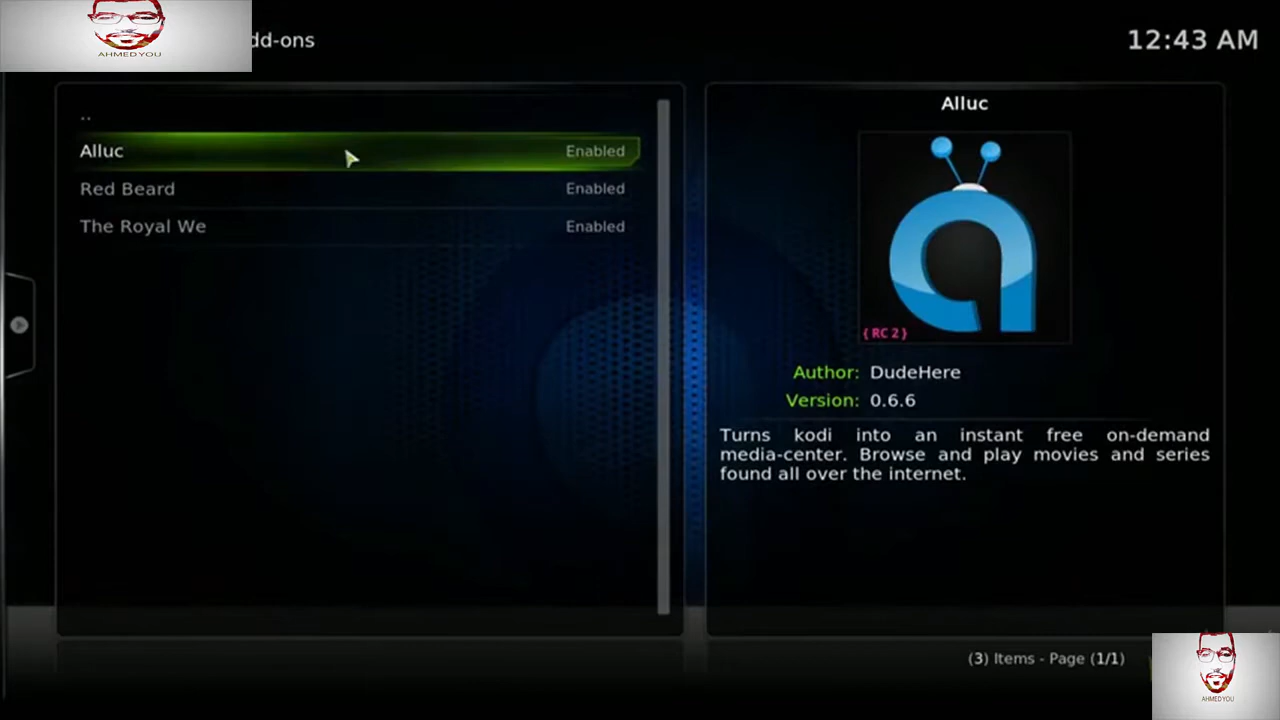 AHMEDYOU
dd-ons
12:43 AM
..
Alluc Enabled
Red Beard Enabled
The Royal We Enabled
Alluc
{RC2}
Author: DudeHere
Version: 0.6.6
Turns kodi into an instant free on-demand
media-center. Browse and play movies and series
found all over the internet.
(3) Items - Page (1/1)
AHMEDYOU